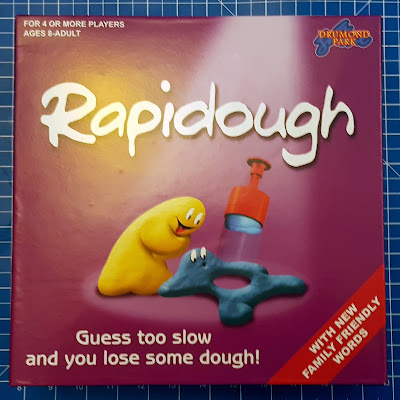 FOR 4 OR MORE PLAYERS
AGES 8-ADULT
DRUMOND
PARK
Rapidough
Guess too slow
and you lose some dough!
WITH NEW
FAMILY FRIENDLY
WORDS